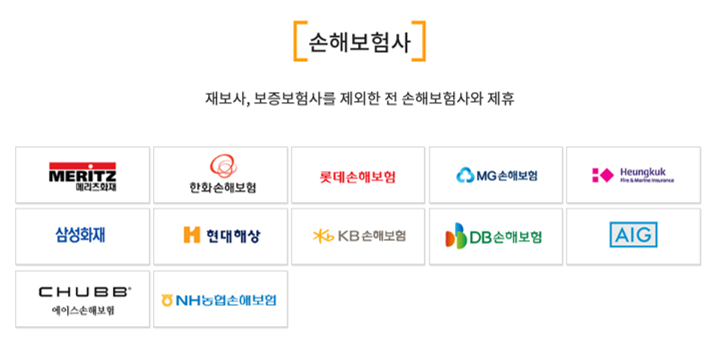 손해보험사
재보사, 보증보험사를 제외한 전 손해보험사와 제휴
MERITZ
메리츠화재
한화손해보험
롯데손해보험
MG손해보험
Heungkuk
Fire & Marine Insurance
삼성화재
현대해상
KB손해보험
DB손해보험
AIG
CHUBB®
에이스손해보험
NH농협손해보험